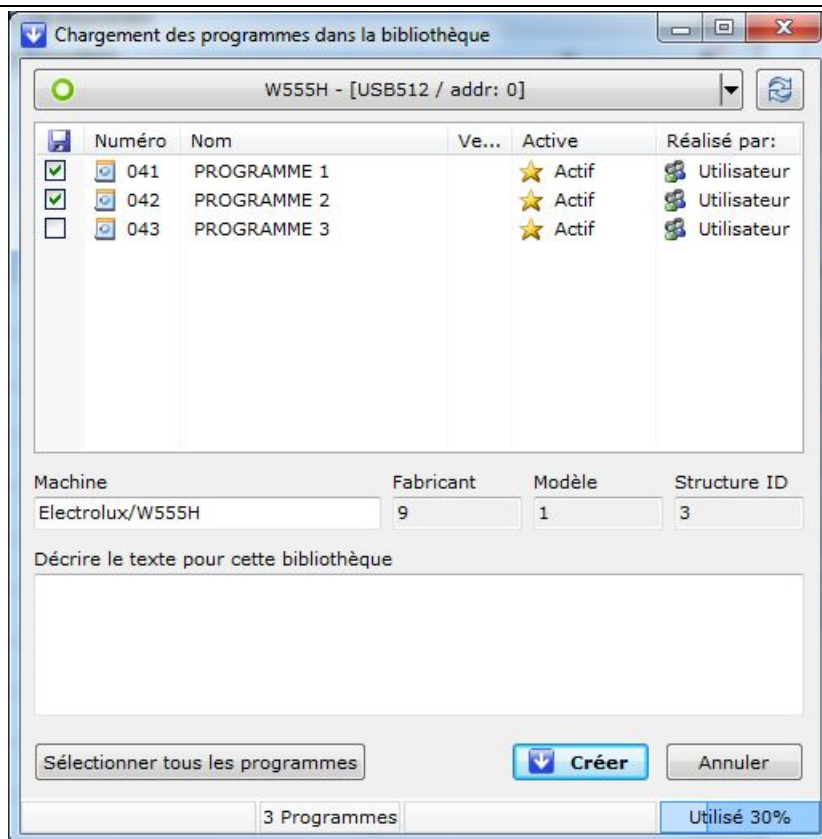 Chargement des programmes dans la bibliothèque
W555H - [USB512 / addr: 0]
Numéro Nom Ve... Active Réalisé par:
041 PROGRAMME 1 Actif Utilisateur
042 PROGRAMME 2 Actif Utilisateur
043 PROGRAMME 3 Actif Utilisateur
Machine Fabricant Modèle Structure ID
Electrolux/W555H 9 1 3
Décrire le texte pour cette bibliothèque
Sélectionner tous les programmes Créer Annuler
3 Programmes Utilisé 30%